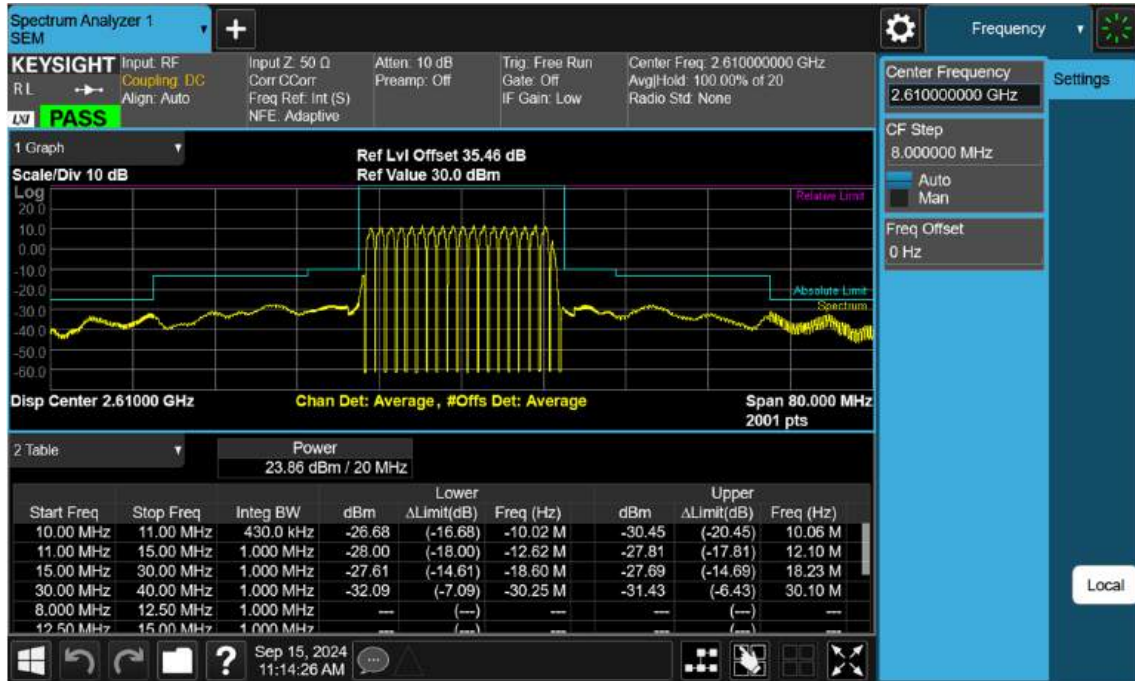 Spectrum Analyzer 1
SEM
+
Frequency
KEYSIGHT
R L
LXI
PASS
Input: RF
Coupling: DC
Align: Auto
Input Z: 50 Ω
Corr CCorr
Freq Ref: Int (S)
NFE: Adaptive
Atten: 10 dB
Preamp: Off
Trig: Free Run
Gate: Off
IF Gain: Low
Center Freq: 2.610000000 GHz
Avg|Hold: 100.00% of 20
Radio Std: None
Center Frequency
2.610000000 GHz
Settings
CF Step
8.000000 MHz
Auto
Man
Freq Offset
0 Hz
1 Graph
Scale/Div 10 dB
Ref Lvl Offset 35.46 dB
Ref Value 30.0 dBm
Log
Relative Limit
20.0
10.0
0.00
-10.0
-20.0
Absolute Limit
Spectrum
-30.0
-40.0
-50.0
-60.0
Disp Center 2.61000 GHz
Chan Det: Average, #Offs Det: Average
Span 80.000 MHz
2001 pts
2 Table
Power
23.86 dBm / 20 MHz
Lower Upper
Start Freq Stop Freq Integ BW dBm ΔLimit(dB) Freq (Hz) dBm ΔLimit(dB) Freq (Hz)
10.00 MHz 11.00 MHz 430.0 kHz -26.68 (-16.68) -10.02 M -30.45 (-20.45) 10.06 M
11.00 MHz 15.00 MHz 1.000 MHz -28.00 (-18.00) -12.62 M -27.81 (-17.81) 12.10 M
15.00 MHz 30.00 MHz 1.000 MHz -27.61 (-14.61) -18.60 M -27.69 (-14.69) 18.23 M
30.00 MHz 40.00 MHz 1.000 MHz -32.09 (-7.09) -30.25 M -31.43 (-6.43) 30.10 M
8.000 MHz 12.50 MHz 1.000 MHz --- (---) --- --- (---) ---
12.50 MHz 15.00 MHz 1.000 MHz --- (---) --- --- (---) ---
Local
?
Sep 15, 2024
11:14:26 AM